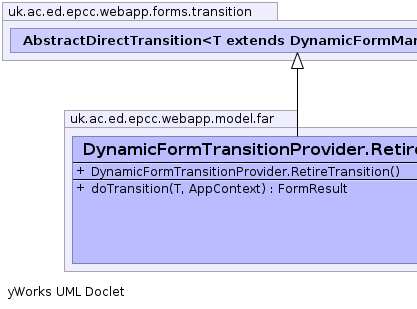 uk.ac.ed.epcc.webapp.forms.transition
AbstractDirectTransition<T extends DynamicFormMan
uk.ac.ed.epcc.webapp.model.far
DynamicFormTransitionProvider.Retire
+ DynamicFormTransitionProvider.RetireTransition()
+ doTransition(T, AppContext) : FormResult
yWorks UML Doclet